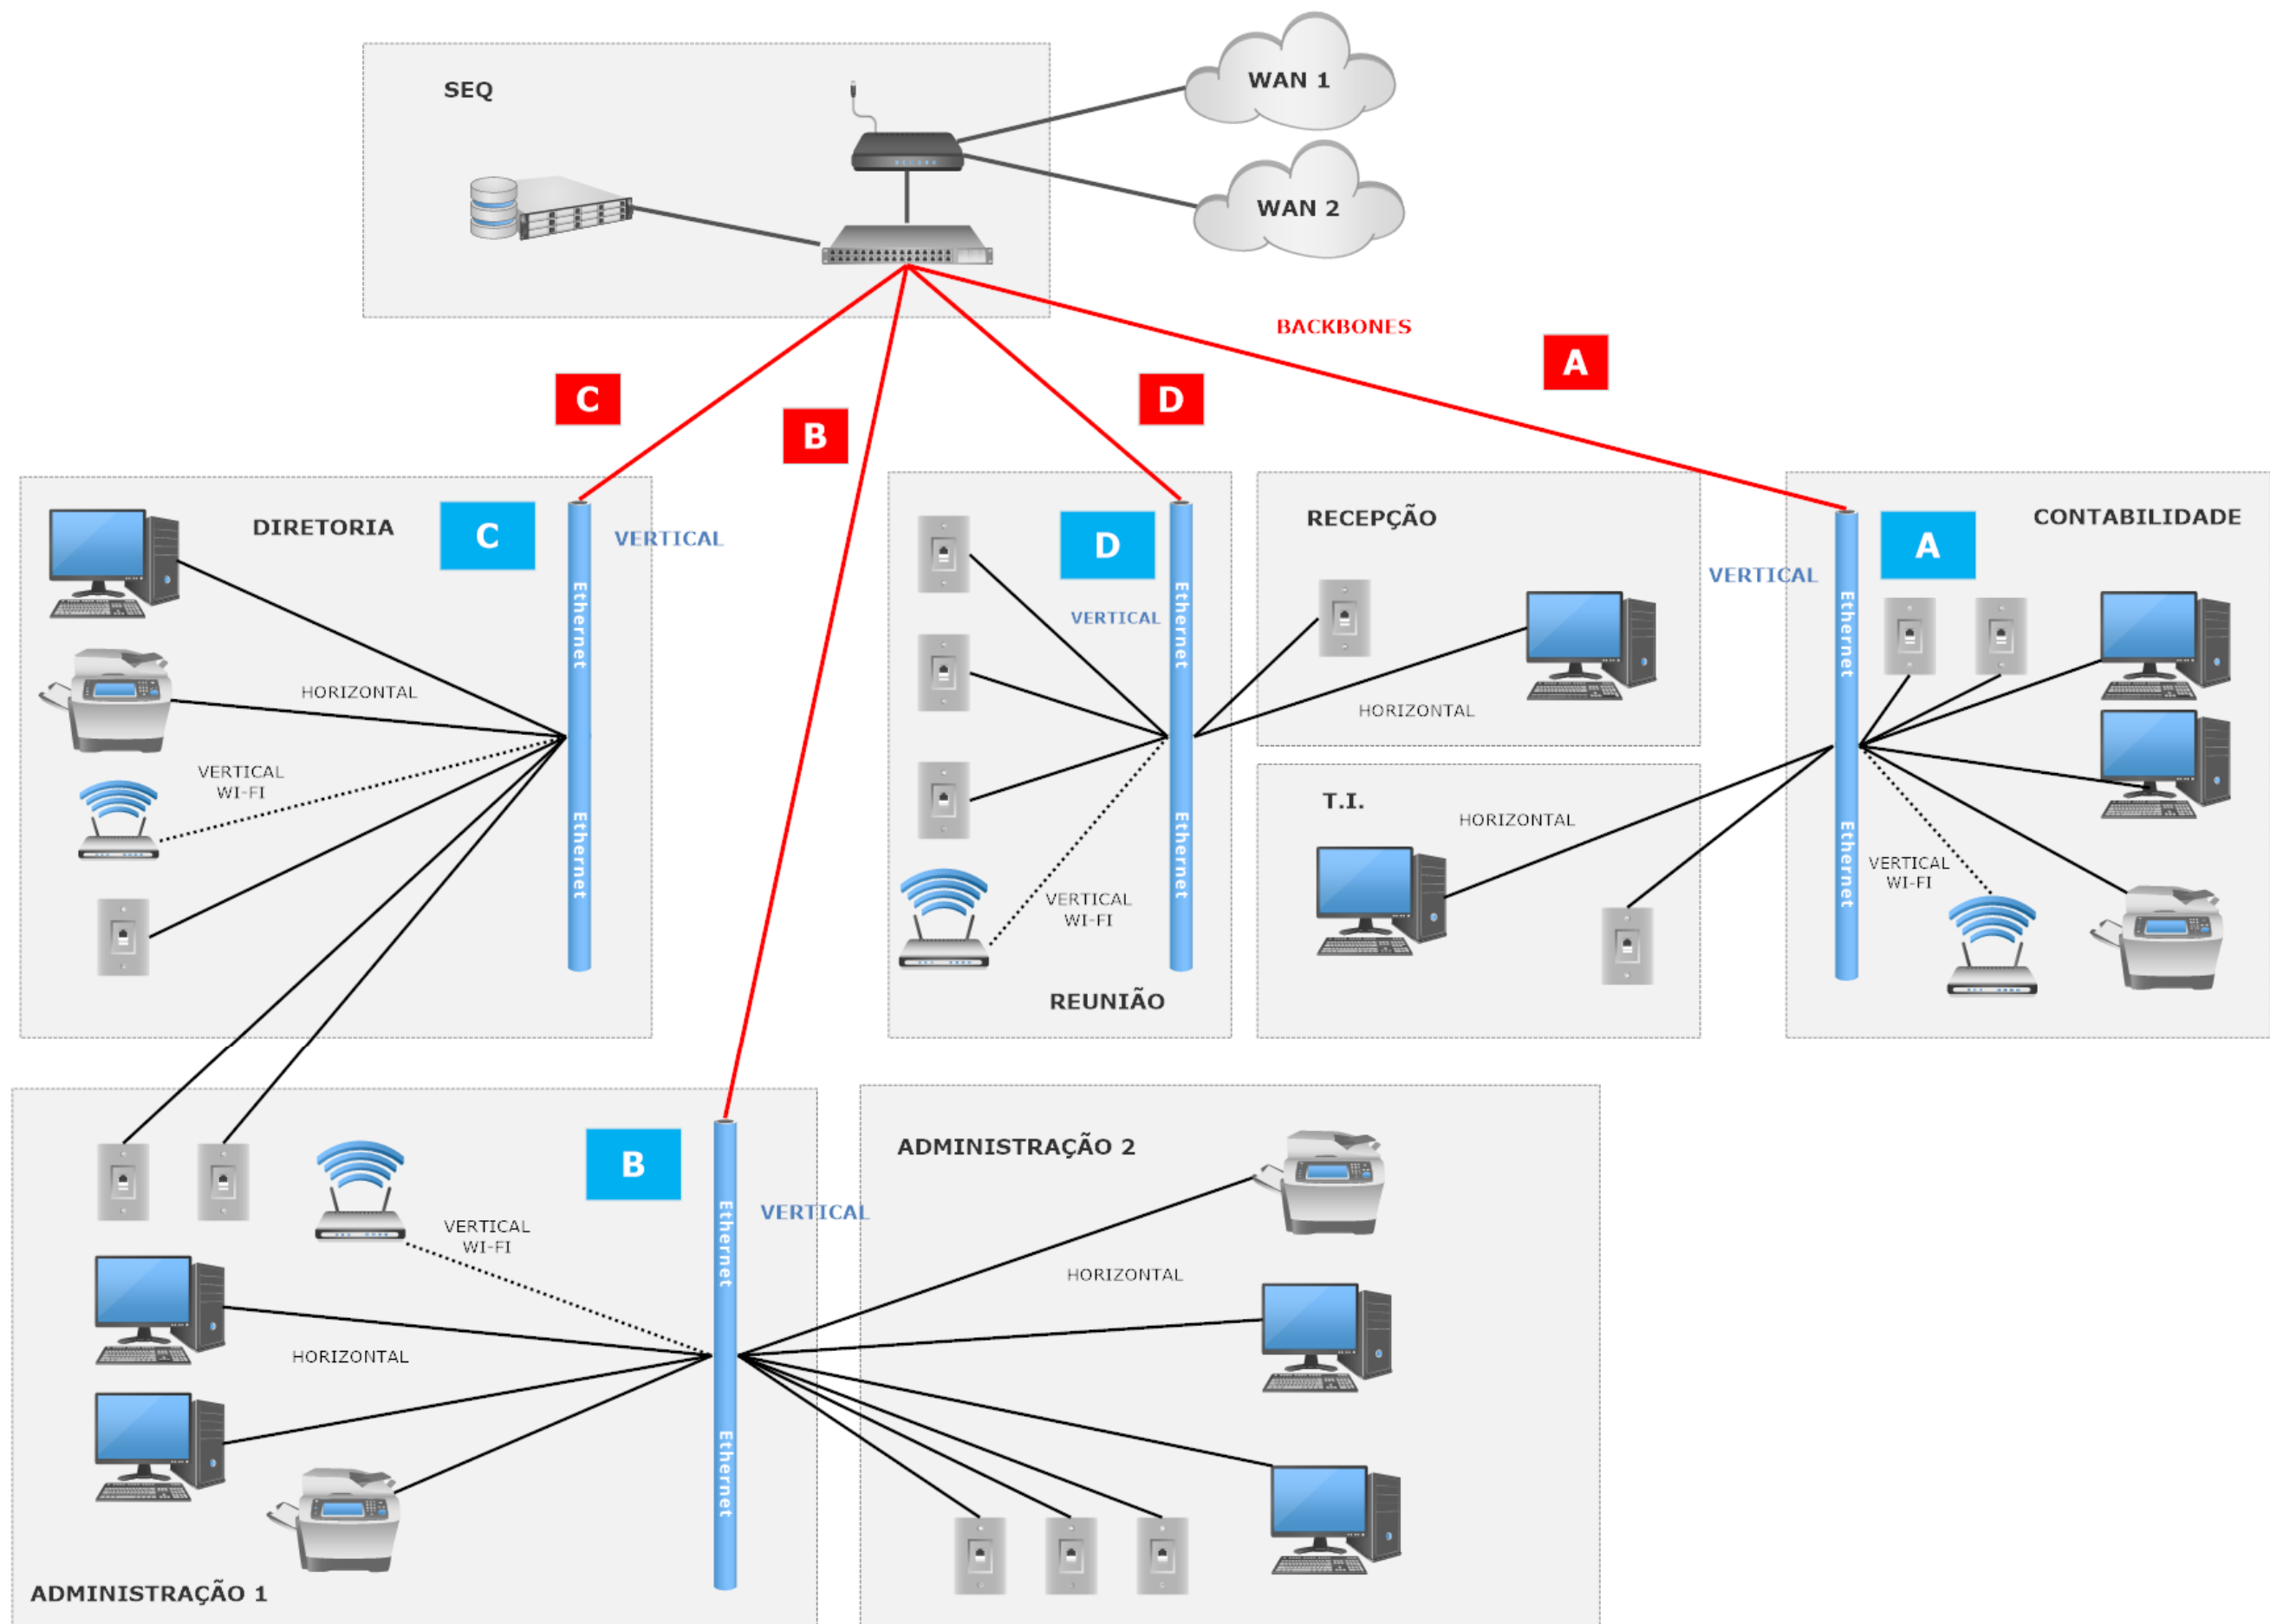 SEQ
WAN 1
WAN 2
BACKBONES
A
C
D
B
DIRETORIA
C
VERTICAL
Ethernet
Ethernet
HORIZONTAL
VERTICAL
WI-FI
D
VERTICAL
Ethernet
Ethernet
VERTICAL
WI-FI
REUNIÃO
RECEPÇÃO
HORIZONTAL
T.I.
HORIZONTAL
VERTICAL
A
CONTABILIDADE
Ethernet
Ethernet
VERTICAL
WI-FI
B
VERTICAL
WI-FI
HORIZONTAL
Ethernet
Ethernet
VERTICAL
ADMINISTRAÇÃO 1
ADMINISTRAÇÃO 2
HORIZONTAL